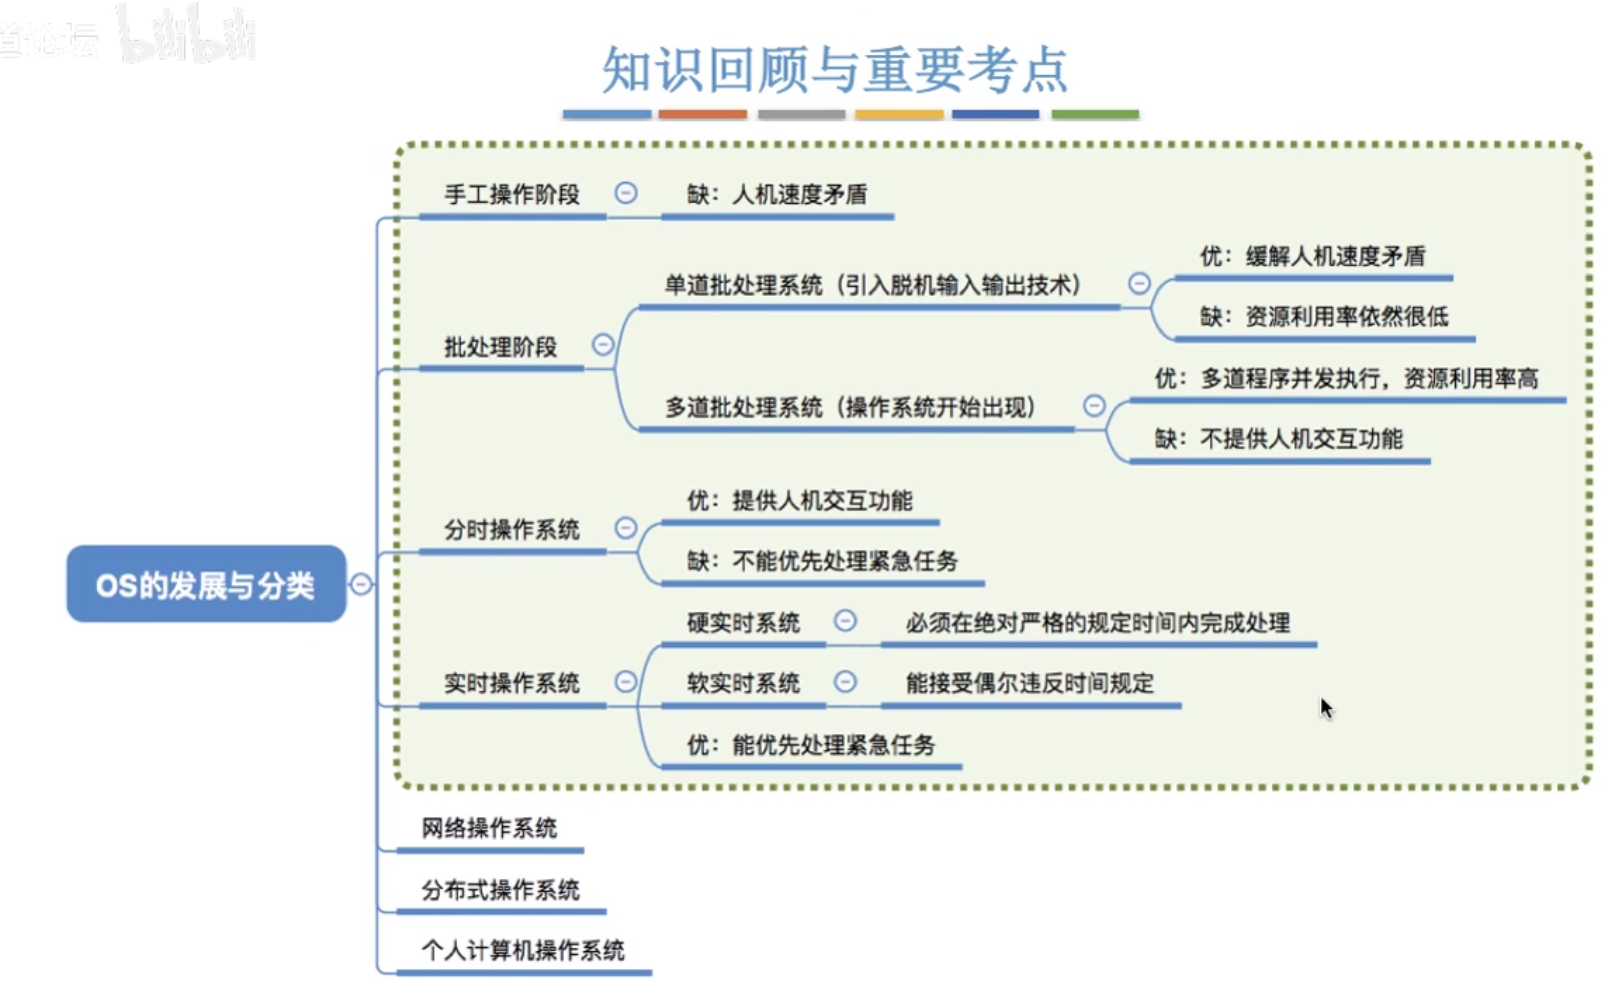 道论坛 bilibili
知识回顾与重要考点
手工操作阶段
缺：人机速度矛盾
批处理阶段
单道批处理系统（引入脱机输入输出技术）
优：缓解人机速度矛盾
缺：资源利用率依然很低
多道批处理系统（操作系统开始出现）
优：多道程序并发执行，资源利用率高
缺：不提供人机交互功能
OS的发展与分类
分时操作系统
优：提供人机交互功能
缺：不能优先处理紧急任务
实时操作系统
硬实时系统
必须在绝对严格的规定时间内完成处理
软实时系统
能接受偶尔违反时间规定
优：能优先处理紧急任务
网络操作系统
分布式操作系统
个人计算机操作系统